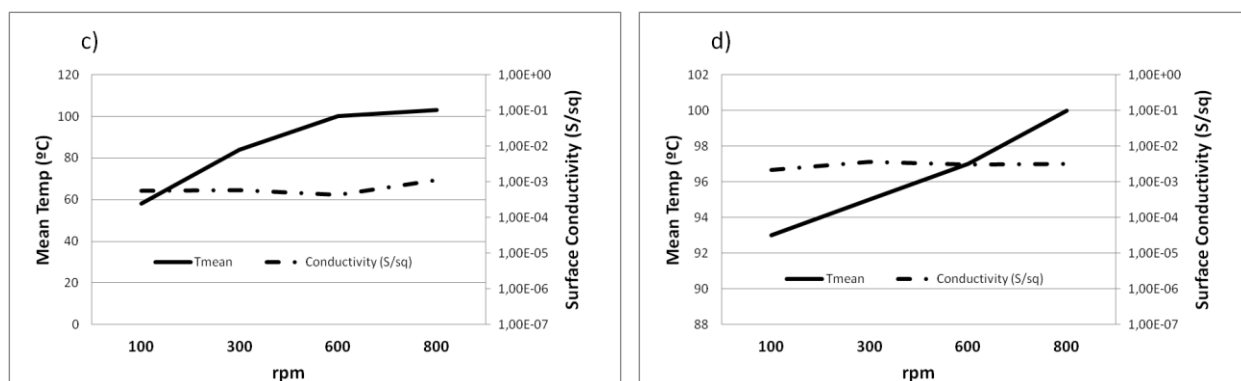 c)
Mean Temp (ºC)
120
100
80
60
40
20
0
1,00E+00
1,00E-01
1,00E-02
1,00E-03
1,00E-04
1,00E-05
1,00E-06
1,00E-07
Surface Conductivity (S/sq)
Tmean
Conductivity (S/sq)
100 300 600 800
rpm
d)
Mean Temp (ºC)
102
100
98
96
94
92
90
88
1,00E+00
1,00E-01
1,00E-02
1,00E-03
1,00E-04
1,00E-05
1,00E-06
1,00E-07
Surface Conductivity (S/sq)
Tmean
Conductivity (S/sq)
100 300 600 800
rpm